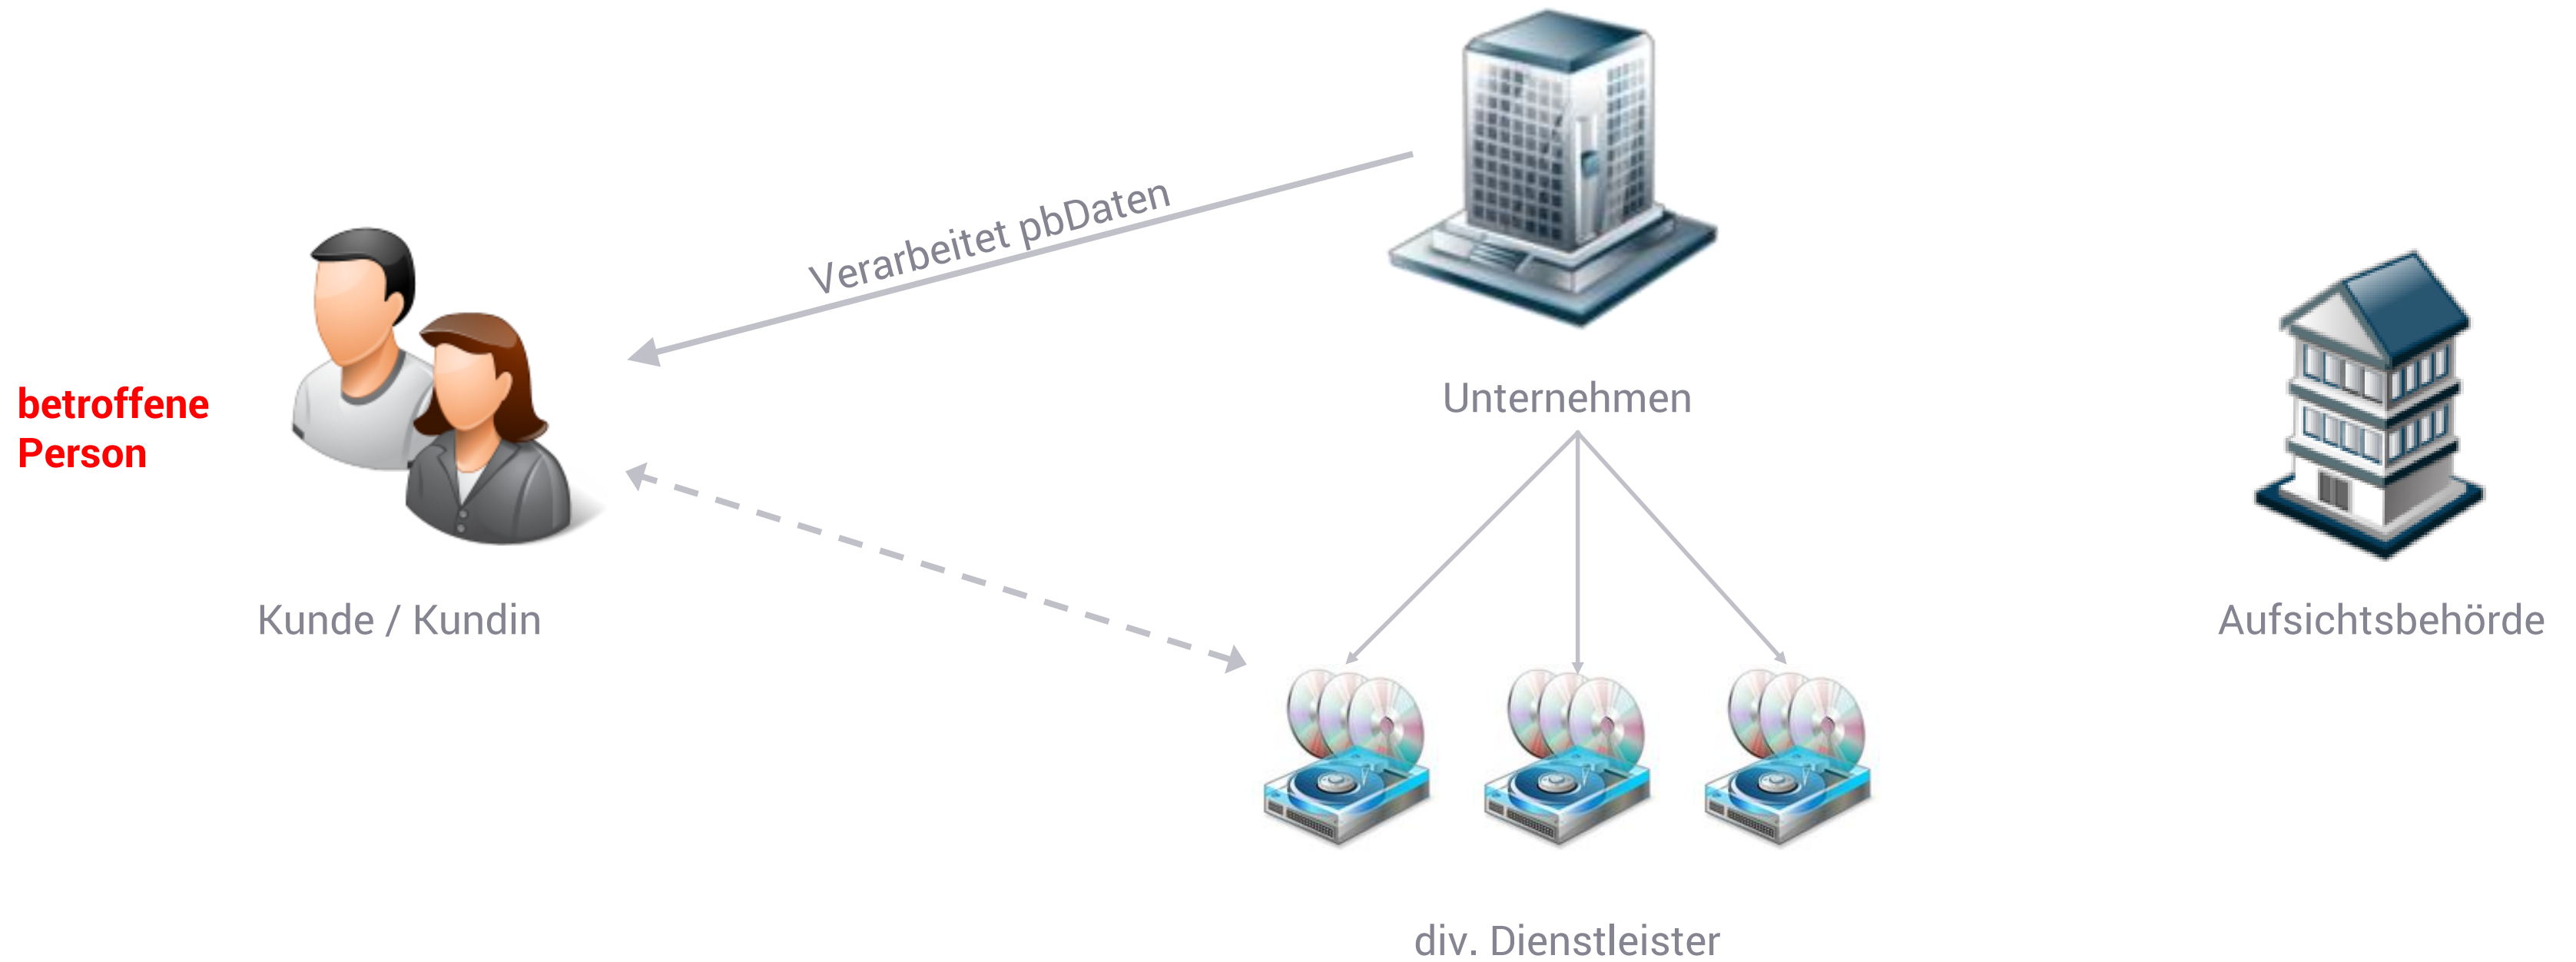 Verarbeitet pbDaten
betroffene
Person
Unternehmen
Kunde / Kundin
Aufsichtsbehörde
div. Dienstleister